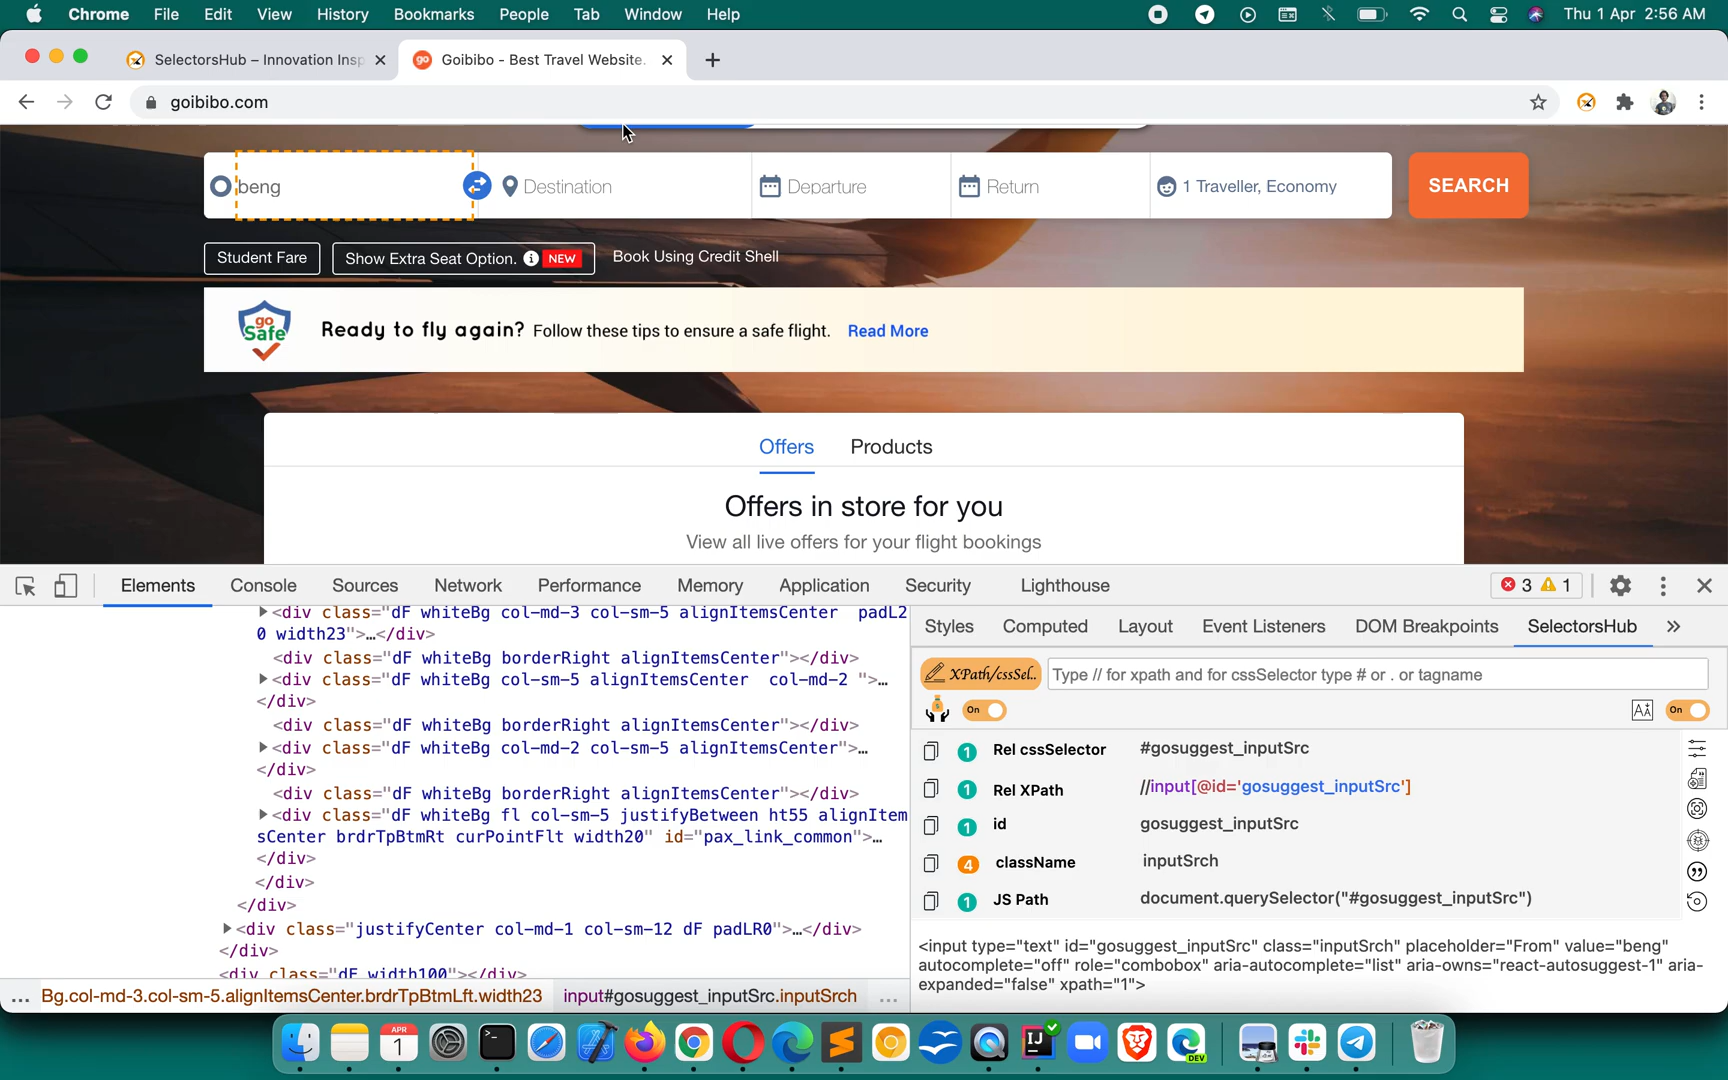 Chrome File Edit View History Bookmarks People Tab Window Help Thu 1 Apr 2:56 AM
SelectorsHub – Innovation Insp go Goibibo - Best Travel Website.
goibibo.com
beng Destination Departure Return 1 Traveller, Economy SEARCH
Student Fare Show Extra Seat Option. NEW Book Using Credit Shell
go Safe Ready to fly again? Follow these tips to ensure a safe flight. Read More
Offers Products
Offers in store for you
View all live offers for your flight bookings
Elements Console Sources Network Performance Memory Application Security Lighthouse 3 1
<div class="dF whiteBg col-md-3 col-sm-5 alignItemsCenter padL2
0 width23">…</div>
<div class="dF whiteBg borderRight alignItemsCenter"></div>
<div class="dF whiteBg col-sm-5 alignItemsCenter col-md-2 ">…
</div>
<div class="dF whiteBg borderRight alignItemsCenter"></div>
<div class="dF whiteBg col-md-2 col-sm-5 alignItemsCenter">…
</div>
<div class="dF whiteBg borderRight alignItemsCenter"></div>
<div class="dF whiteBg fl col-sm-5 justifyBetween ht55 alignItem
sCenter brdrTpBtmRt curPointFlt width20" id="pax_link_common">…
</div>
</div>
</div>
<div class="justifyCenter col-md-1 col-sm-12 dF padLR0">…</div>
</div>
<div class="dF width100"></div>
... Bg.col-md-3.col-sm-5.alignItemsCenter.brdrTpBtmLft.width23 input#gosuggest_inputSrc.inputSrch ...
Styles Computed Layout Event Listeners DOM Breakpoints SelectorsHub »
XPath/cssSel.. Type // for xpath and for cssSelector type # or . or tagname
On On
1 Rel cssSelector #gosuggest_inputSrc
1 Rel XPath //input[@id='gosuggest_inputSrc']
1 id gosuggest_inputSrc
4 className inputSrch
1 JS Path document.querySelector("#gosuggest_inputSrc")
<input type="text" id="gosuggest_inputSrc" class="inputSrch" placeholder="From" value="beng"
autocomplete="off" role="combobox" aria-autocomplete="list" aria-owns="react-autosuggest-1" aria-
expanded="false" xpath="1">
APR 1 IJ DEV